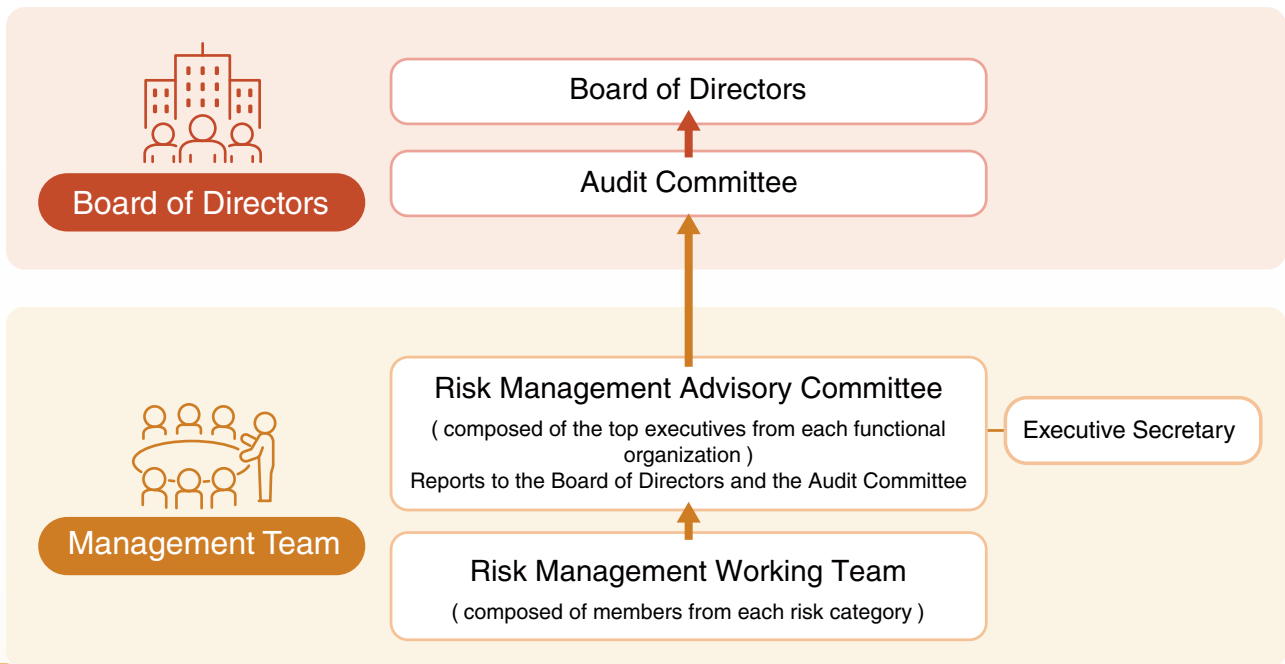 Board of Directors
Board of Directors
Audit Committee
Management Team
Risk Management Advisory Committee
( composed of the top executives from each functional
organization )
Reports to the Board of Directors and the Audit Committee
Executive Secretary
Risk Management Working Team
( composed of members from each risk category )